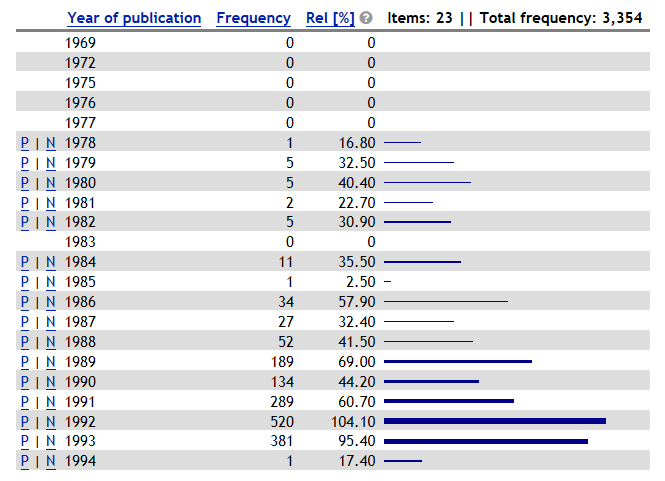 Year of publication Frequency Rel [%] ? Items: 23 || Total frequency: 3,354
1969 0 0
1972 0 0
1975 0 0
1976 0 0
1977 0 0
P | N 1978 1 16.80
P | N 1979 5 32.50
P | N 1980 5 40.40
P | N 1981 2 22.70
P | N 1982 5 30.90
1983 0 0
P | N 1984 11 35.50
P | N 1985 1 2.50
P | N 1986 34 57.90
P | N 1987 27 32.40
P | N 1988 52 41.50
P | N 1989 189 69.00
P | N 1990 134 44.20
P | N 1991 289 60.70
P | N 1992 520 104.10
P | N 1993 381 95.40
P | N 1994 1 17.40